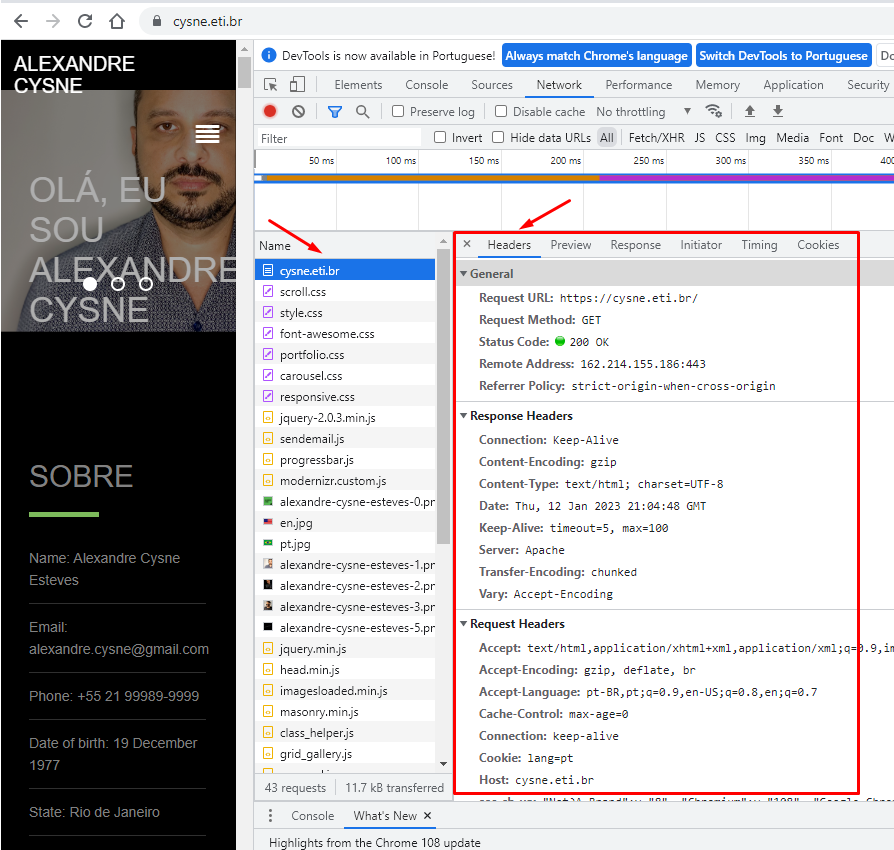 cysne.eti.br
ALEXANDRE
CYSNE
OLÁ, EU
SOU
ALEXANDRE
CYSNE
SOBRE
Name: Alexandre Cysne
Esteves
Email:
alexandre.cysne@gmail.com
Phone: +55 21 99989-9999
Date of birth: 19 December
1977
State: Rio de Janeiro
DevTools is now available in Portuguese! Always match Chrome's language Switch DevTools to Portuguese
Elements Console Sources Network Performance Memory Application Security
Preserve log Disable cache No throttling
Filter Invert Hide data URLs All Fetch/XHR JS CSS Img Media Font Doc
50 ms 100 ms 150 ms 200 ms 250 ms 300 ms 350 ms
Name
cysne.eti.br
scroll.css
style.css
font-awesome.css
portfolio.css
carousel.css
responsive.css
jquery-2.0.3.min.js
sendemail.js
progressbar.js
modernizr.custom.js
alexandre-cysne-esteves-0.pr
en.jpg
pt.jpg
alexandre-cysne-esteves-1.pr
alexandre-cysne-esteves-2.pr
alexandre-cysne-esteves-3.pr
alexandre-cysne-esteves-5.pr
jquery.min.js
head.min.js
imagesloaded.min.js
masonry.min.js
class_helper.js
grid_gallery.js
43 requests 11.7 kB transferred
Headers Preview Response Initiator Timing Cookies
General
Request URL: https://cysne.eti.br/
Request Method: GET
Status Code: 200 OK
Remote Address: 162.214.155.186:443
Referrer Policy: strict-origin-when-cross-origin
Response Headers
Connection: Keep-Alive
Content-Encoding: gzip
Content-Type: text/html; charset=UTF-8
Date: Thu, 12 Jan 2023 21:04:48 GMT
Keep-Alive: timeout=5, max=100
Server: Apache
Transfer-Encoding: chunked
Vary: Accept-Encoding
Request Headers
Accept: text/html,application/xhtml+xml,application/xml;q=0.9,im
Accept-Encoding: gzip, deflate, br
Accept-Language: pt-BR,pt;q=0.9,en-US;q=0.8,en;q=0.7
Cache-Control: max-age=0
Connection: keep-alive
Cookie: lang=pt
Host: cysne.eti.br
Console What's New
Highlights from the Chrome 108 update